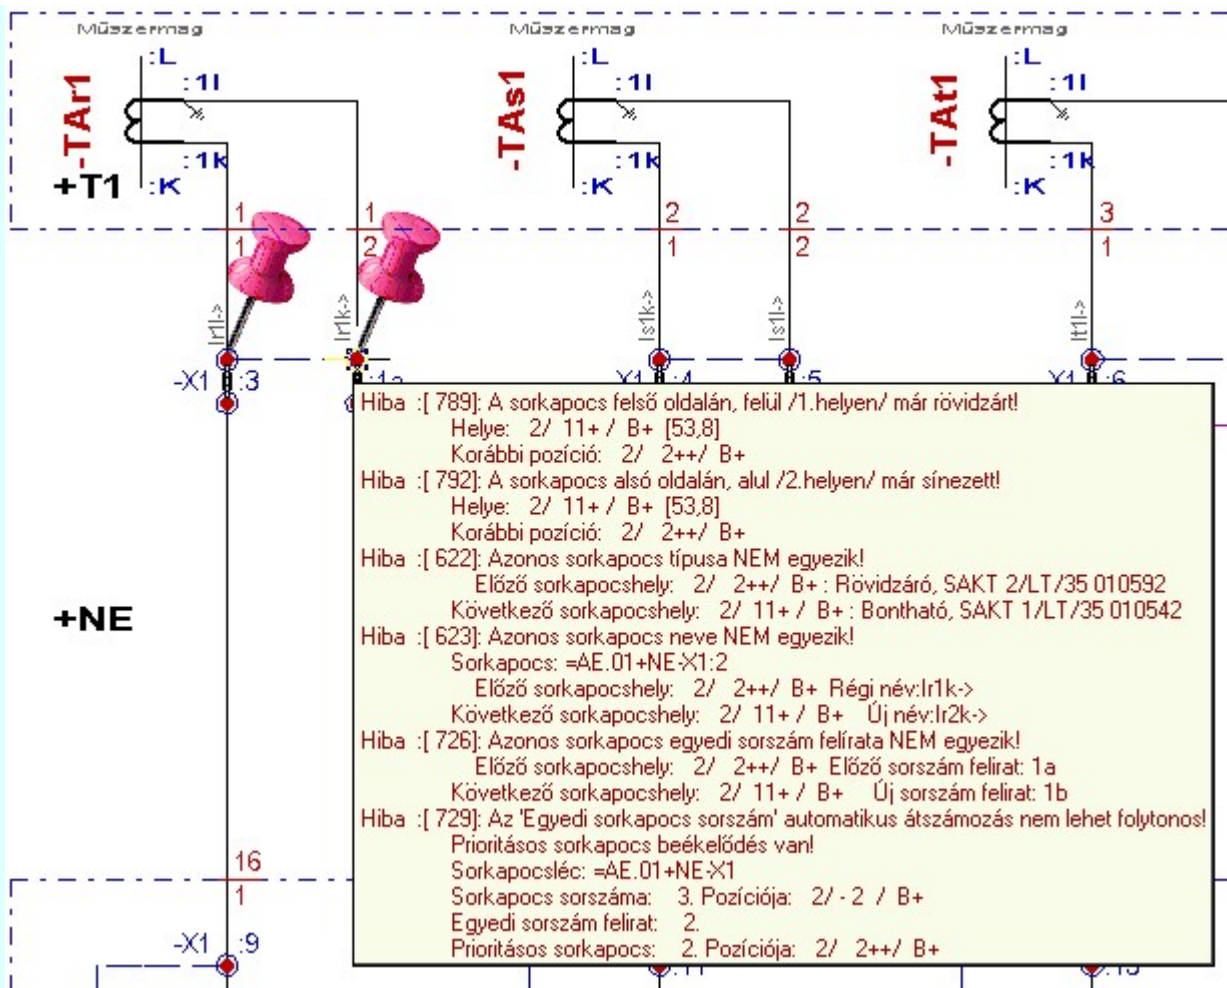 Műszermag Műszermag Műszermag
:L :L :L
:1l :1l :1l
-TAr1 -TAs1 -TAt1
:1k :1k :1k
+T1 :K :K :K
1 1 2 2 3
1 2 1 2 1
Ir1l-> Ir1k-> Is1k-> Is1l-> It1l->
-X1 :3 :1a X1 :4 :5 X1 :6
Hiba :[ 789]: A sorkapocs felső oldalán, felül /1.helyen/ már rövidzárt!
Helye: 2/ 11+ / B+ [53,8]
Korábbi pozíció: 2/ 2++/ B+
Hiba :[ 792]: A sorkapocs alsó oldalán, alul /2.helyen/ már sínezett!
Helye: 2/ 11+ / B+ [53,8]
Korábbi pozíció: 2/ 2++/ B+
Hiba :[ 622]: Azonos sorkapocs típusa NEM egyezik!
Előző sorkapocshely: 2/ 2++/ B+ : Rövidzáró, SAKT 2/LT/35 010592
Következő sorkapocshely: 2/ 11+ / B+ : Bontható, SAKT 1/LT/35 010542
Hiba :[ 623]: Azonos sorkapocs neve NEM egyezik!
Sorkapocs: =AE.01+NE-X1:2
Előző sorkapocshely: 2/ 2++/ B+ Régi név:Ir1k->
Következő sorkapocshely: 2/ 11+ / B+ Új név:Ir2k->
Hiba :[ 726]: Azonos sorkapocs egyedi sorszám felírata NEM egyezik!
Előző sorkapocshely: 2/ 2++/ B+ Előző sorszám felirat: 1a
Következő sorkapocshely: 2/ 11+ / B+ Új sorszám felirat: 1b
Hiba :[ 729]: Az 'Egyedi sorkapocs sorszám' automatikus átszámozás nem lehet folytonos!
Prioritásos sorkapocs beékelődés van!
Sorkapocsléc: =AE.01+NE-X1
Sorkapocs sorszáma: 3. Pozíciója: 2/ - 2 / B+
Egyedi sorszám felirat: 2.
Prioritásos sorkapocs: 2. Pozíciója: 2/ 2++/ B+
+NE
16
1
-X1 :9